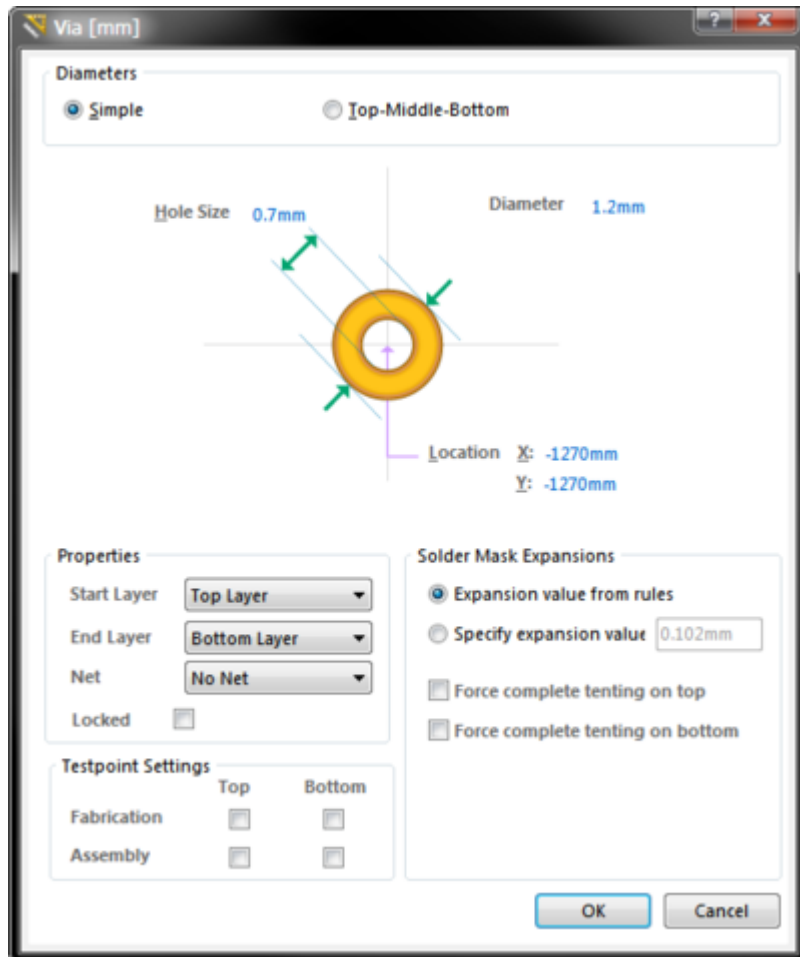 Via [mm]
Diameters
Simple
Top-Middle-Bottom
Hole Size 0.7mm
Diameter 1.2mm
Location X: -1270mm
Y: -1270mm
Properties
Start Layer Top Layer
End Layer Bottom Layer
Net No Net
Locked
Solder Mask Expansions
Expansion value from rules
Specify expansion value 0.102mm
Force complete tenting on top
Force complete tenting on bottom
Testpoint Settings
Top Bottom
Fabrication
Assembly
OK Cancel